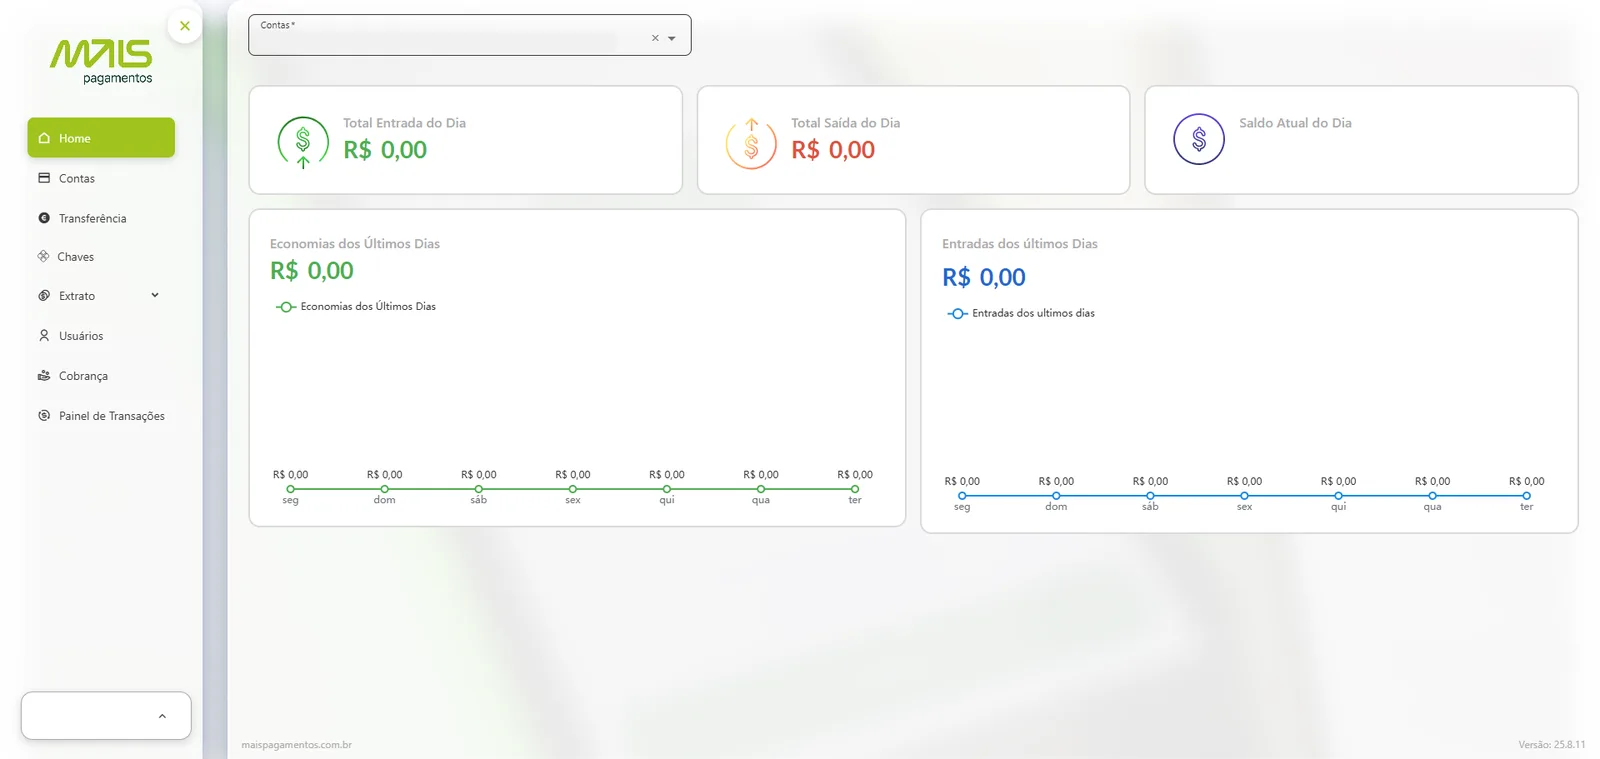 MAIS
pagamentos
Home
Contas
Transferência
Chaves
Extrato
Usuários
Cobrança
Painel de Transações
Contas*
Total Entrada do Dia
R$ 0,00
Total Saída do Dia
R$ 0,00
Saldo Atual do Dia
Economias dos Últimos Dias
R$ 0,00
Economias dos Últimos Dias
R$ 0,00 R$ 0,00 R$ 0,00 R$ 0,00 R$ 0,00 R$ 0,00 R$ 0,00
seg dom sáb sex qui qua ter
Entradas dos últimos Dias
R$ 0,00
Entradas dos ultimos dias
R$ 0,00 R$ 0,00 R$ 0,00 R$ 0,00 R$ 0,00 R$ 0,00 R$ 0,00
seg dom sáb sex qui qua ter
maispagamentos.com.br
Versão: 25.8.11